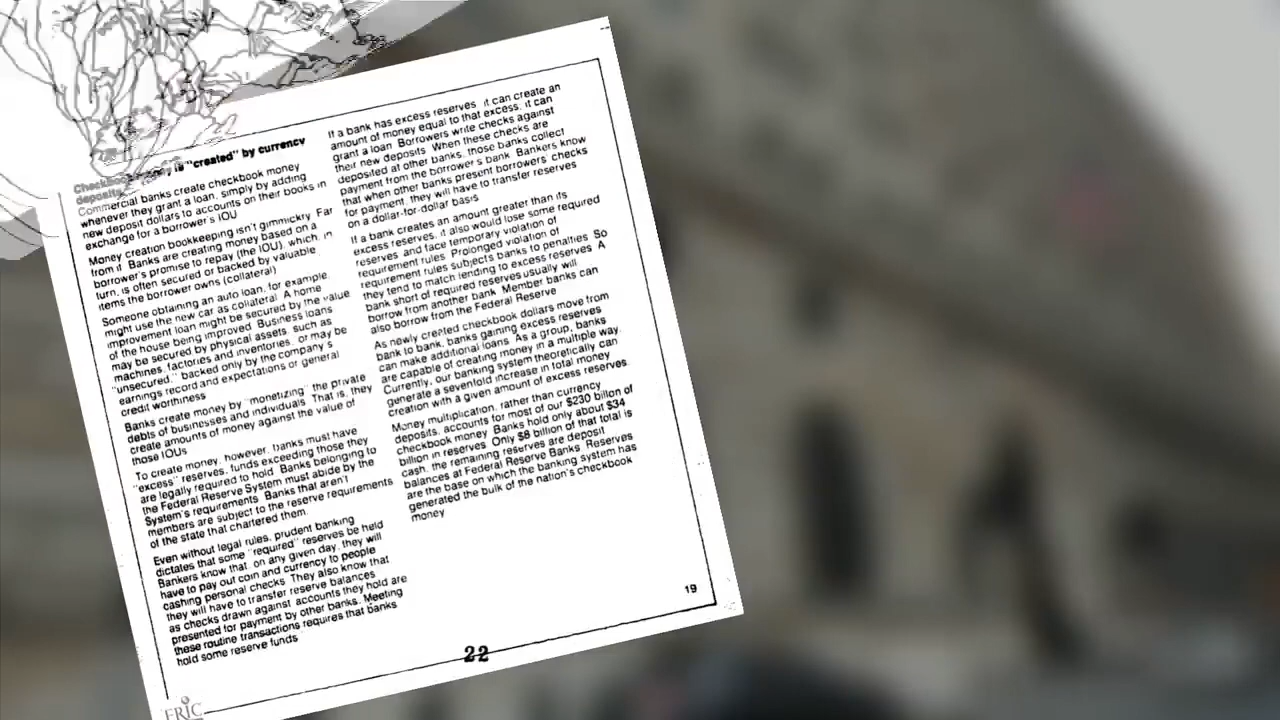 is "created" by currency
Commercial banks create checkbook money
whenever they grant a loan, simply by adding
new deposit dollars to accounts on their books in
exchange for a borrower's IOU
Money creation bookkeeping isn't gimmickry. Far
from it. Banks are creating money based on a
borrower's promise to repay (the IOU), which, in
turn, is often secured or backed by valuable
items the borrower owns (collateral)
Someone obtaining an auto loan, for example,
might use the new car as collateral. A home
improvement loan might be secured by the value
of the house being improved. Business loans
may be secured by physical assets, such as
machines, factories and inventories, or may be
"unsecured," backed only by the company's
earnings record and expectations or general
credit worthiness
Banks create money by "monetizing" the private
debts of businesses and individuals. That is, they
create amounts of money against the value of
those IOUs
To create money, however, banks must have
"excess" reserves, funds exceeding those they
are legally required to hold. Banks belonging to
the Federal Reserve System must abide by the
System's requirements. Banks that aren't
members are subject to the reserve requirements
of the state that chartered them.
Even without legal rules, prudent banking
dictates that some "required" reserves be held
Bankers know that, on any given day, they will
have to pay out coin and currency to people
cashing personal checks. They also know that
they will have to transfer reserve balances
as checks drawn against accounts they hold are
presented for payment by other banks. Meeting
these routine transactions requires that banks
hold some reserve funds
If a bank has excess reserves, it can create an
amount of money equal to that excess, it can
grant a loan. Borrowers write checks against
their new deposits. When these checks are
deposited at other banks, those banks collect
payment from the borrower's bank. Bankers know
that when other banks present borrowers' checks
for payment, they will have to transfer reserves
on a dollar-for-dollar basis
If a bank creates an amount greater than its
excess reserves, it also would lose some required
reserves and face temporary violation of
requirement rules. Prolonged violation of
requirement rules subjects banks to penalties. So
they tend to match lending to excess reserves. A
bank short of required reserves usually will
borrow from another bank. Member banks can
also borrow from the Federal Reserve
As newly created checkbook dollars move from
bank to bank, banks gaining excess reserves
can make additional loans. As a group, banks
are capable of creating money in a multiple way.
Currently, our banking system theoretically can
generate a sevenfold increase in total money
creation with a given amount of excess reserves.
Money multiplication, rather than currency
deposits, accounts for most of our $230 billon of
checkbook money. Banks hold only about $34
billion in reserves. Only $8 billion of that total is
cash, the remaining reserves are deposit
balances at Federal Reserve Banks. Reserves
are the base on which the banking system has
generated the bulk of the nation's checkbook
money
19
22
ERIC